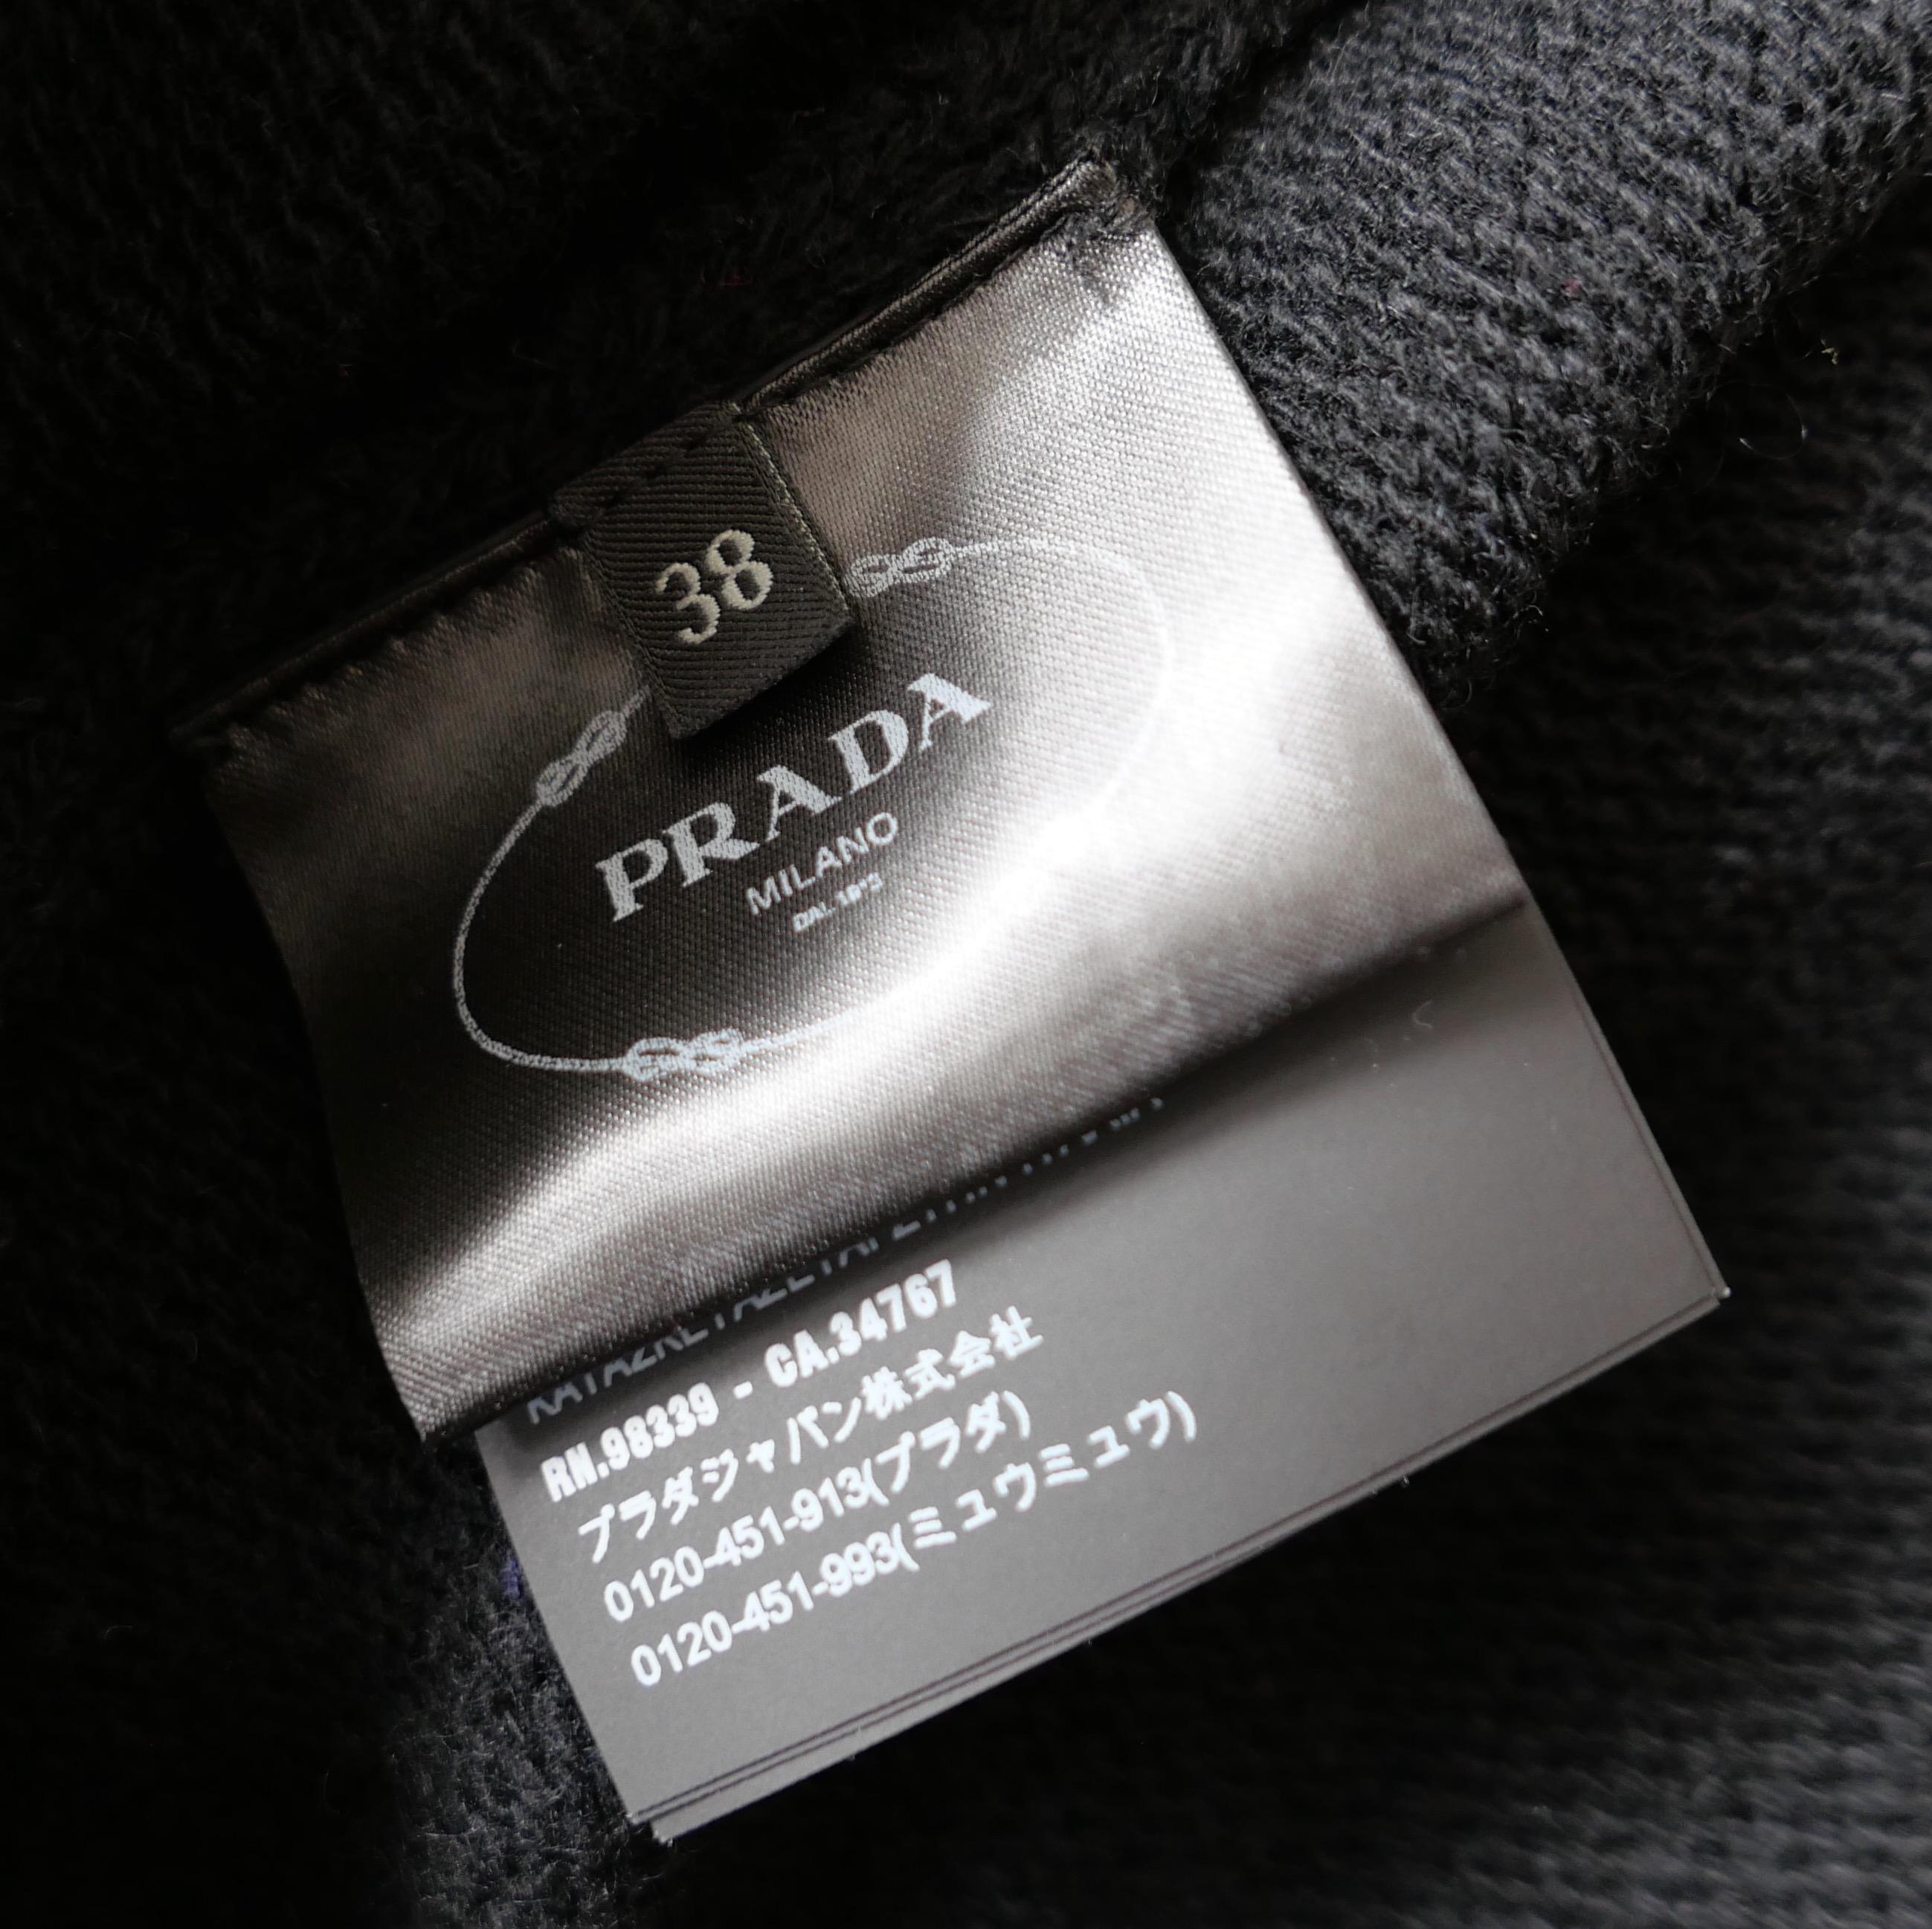 38
PRADA
MILANO
DAL 1913
RN.98339 - CA.34767
プラダジャパン株式会社
0120-451-913(プラダ)
0120-451-993(ミュウミュウ)